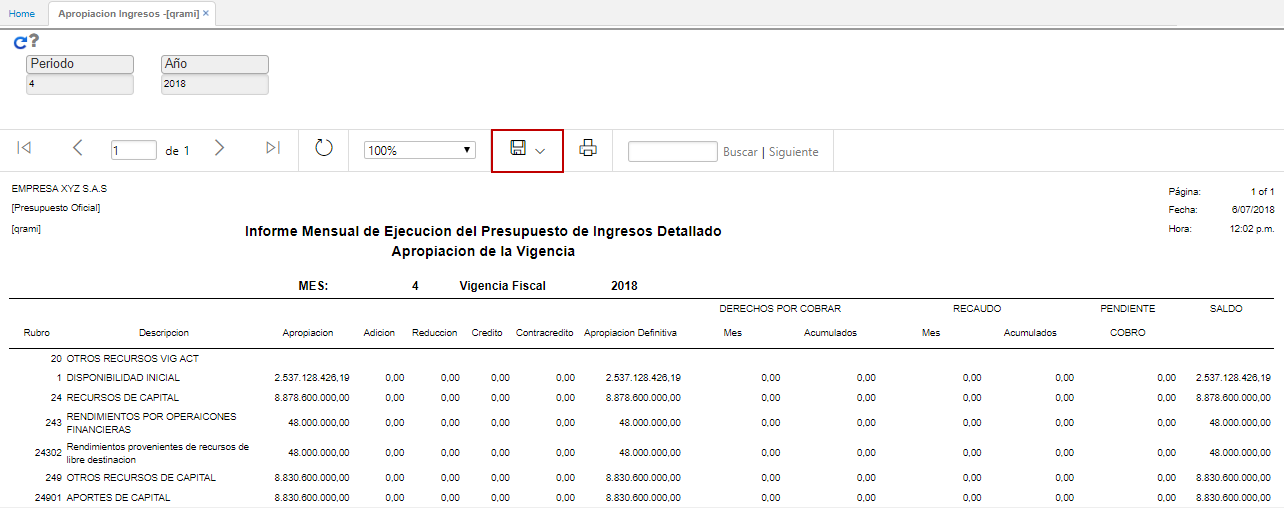 Home Apropiacion Ingresos -[qrami] ×
?
Periodo Año
4 2018
1 de 1 100% Buscar | Siguiente
EMPRESA XYZ S.A.S Página: 1 of 1
[Presupuesto Oficial] Fecha: 6/07/2018
[qrami] Hora: 12:02 p.m.
Informe Mensual de Ejecucion del Presupuesto de Ingresos Detallado
Apropiacion de la Vigencia
MES: 4 Vigencia Fiscal 2018
DERECHOS POR COBRAR RECAUDO PENDIENTE SALDO
Rubro Descripcion Apropiacion Adicion Reduccion Credito Contracredito Apropiacion Definitiva Mes Acumulados Mes Acumulados COBRO
20 OTROS RECURSOS VIG ACT
1 DISPONIBILIDAD INICIAL 2.537.128.426,19 0,00 0,00 0,00 0,00 2.537.128.426,19 0,00 0,00 0,00 0,00 0,00 2.537.128.426,19
24 RECURSOS DE CAPITAL 8.878.600.000,00 0,00 0,00 0,00 0,00 8.878.600.000,00 0,00 0,00 0,00 0,00 0,00 8.878.600.000,00
RENDIMIENTOS POR OPERAICONES
243 FINANCIERAS 48.000.000,00 0,00 0,00 0,00 0,00 48.000.000,00 0,00 0,00 0,00 0,00 0,00 48.000.000,00
Rendimientos provenientes de recursos de
24302 libre destinacion 48.000.000,00 0,00 0,00 0,00 0,00 48.000.000,00 0,00 0,00 0,00 0,00 0,00 48.000.000,00
249 OTROS RECURSOS DE CAPITAL 8.830.600.000,00 0,00 0,00 0,00 0,00 8.830.600.000,00 0,00 0,00 0,00 0,00 0,00 8.830.600.000,00
24901 APORTES DE CAPITAL 8.830.600.000,00 0,00 0,00 0,00 0,00 8.830.600.000,00 0,00 0,00 0,00 0,00 0,00 8.830.600.000,00